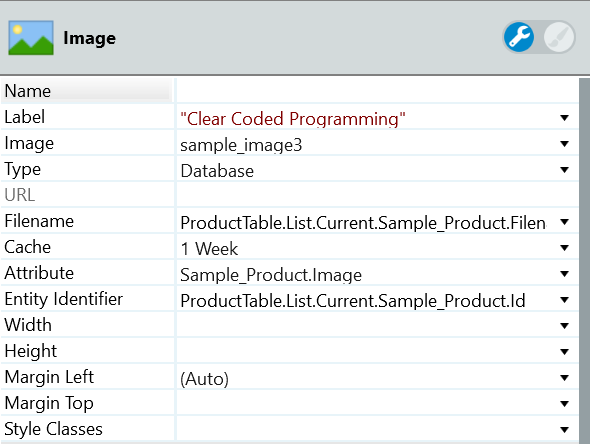 Image
Name
Label "Clear Coded Programming"
Image sample_image3
Type Database
URL
Filename ProductTable.List.Current.Sample_Product.Filen
Cache 1 Week
Attribute Sample_Product.Image
Entity Identifier ProductTable.List.Current.Sample_Product.Id
Width
Height
Margin Left (Auto)
Margin Top
Style Classes